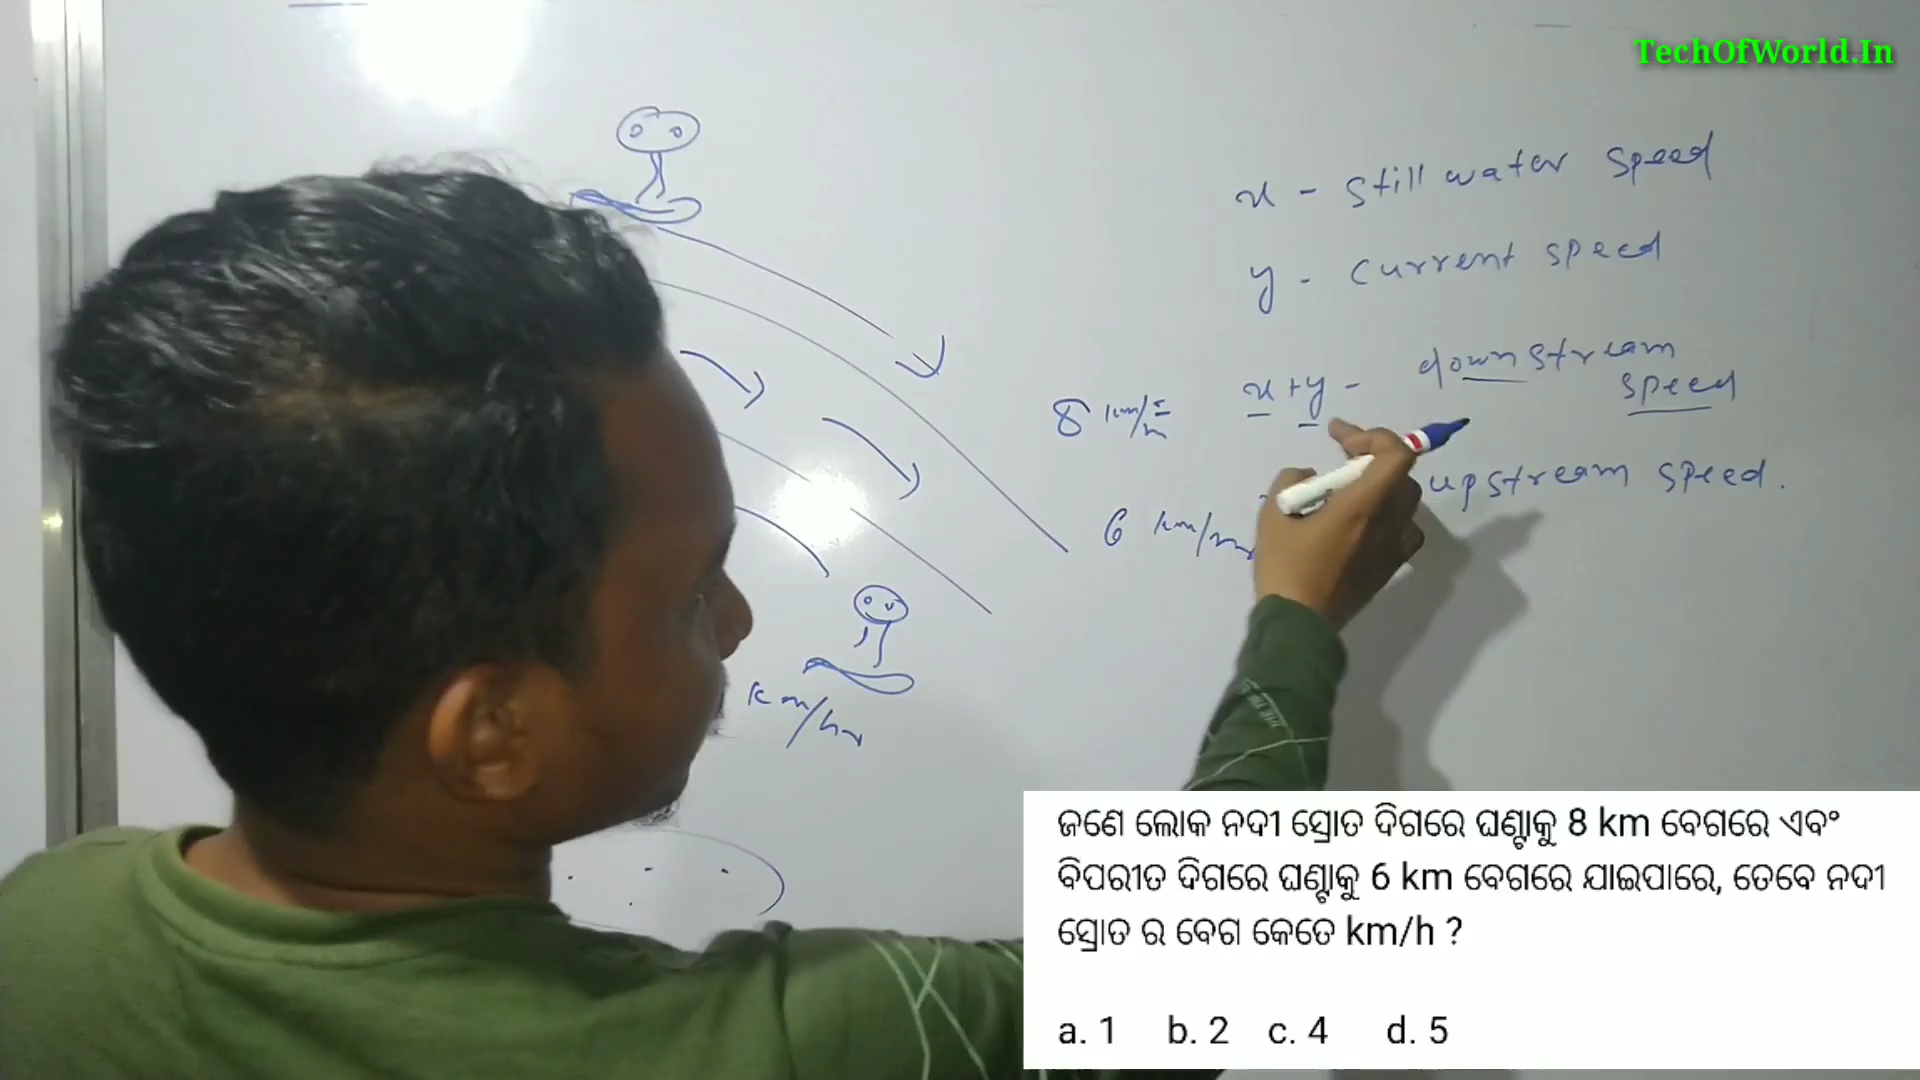 TechOfWorld.In
x - still water speed
y - current speed
x+y - downstream
speed
8 km/
upstream speed.
6 km/
km/hr
ଜଣେ ଲୋକ ନଦୀ ସ୍ରୋତ ଦିଗରେ ଘଣ୍ଟାକୁ 8 km ବେଗରେ ଏବଂ
ବିପରୀତ ଦିଗରେ ଘଣ୍ଟାକୁ 6 km ବେଗରେ ଯାଇପାରେ, ତେବେ ନଦୀ
ସ୍ରୋତ ର ବେଗ କେତେ km/h ?
a. 1 b. 2 c. 4 d. 5